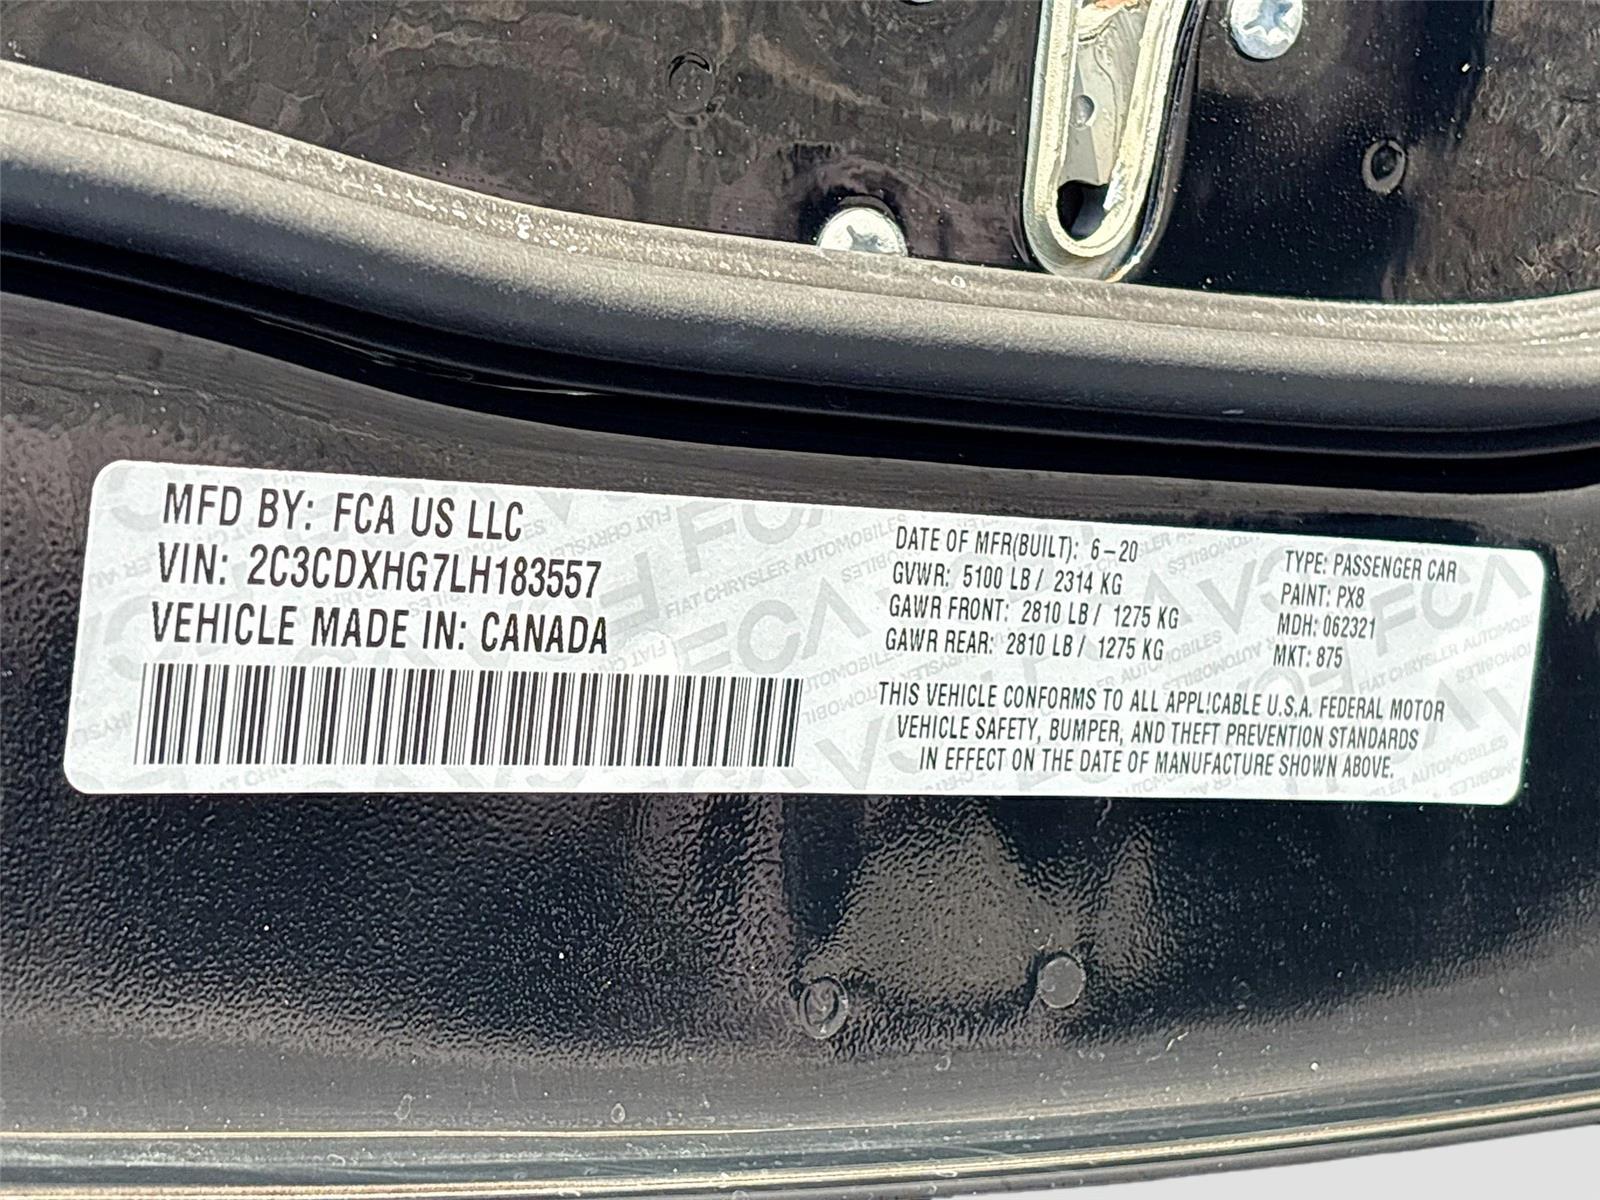 MFD BY: FCA US LLC
VIN: 2C3CDXHG7LH183557
VEHICLE MADE IN: CANADA
DATE OF MFR(BUILT): 6-20
GVWR: 5100 LB / 2314 KG
GAWR FRONT: 2810 LB / 1275 KG
GAWR REAR: 2810 LB / 1275 KG
TYPE: PASSENGER CAR
PAINT: PX8
MDH: 062321
MKT: 875
THIS VEHICLE CONFORMS TO ALL APPLICABLE U.S.A. FEDERAL MOTOR
VEHICLE SAFETY, BUMPER, AND THEFT PREVENTION STANDARDS
IN EFFECT ON THE DATE OF MANUFACTURE SHOWN ABOVE.